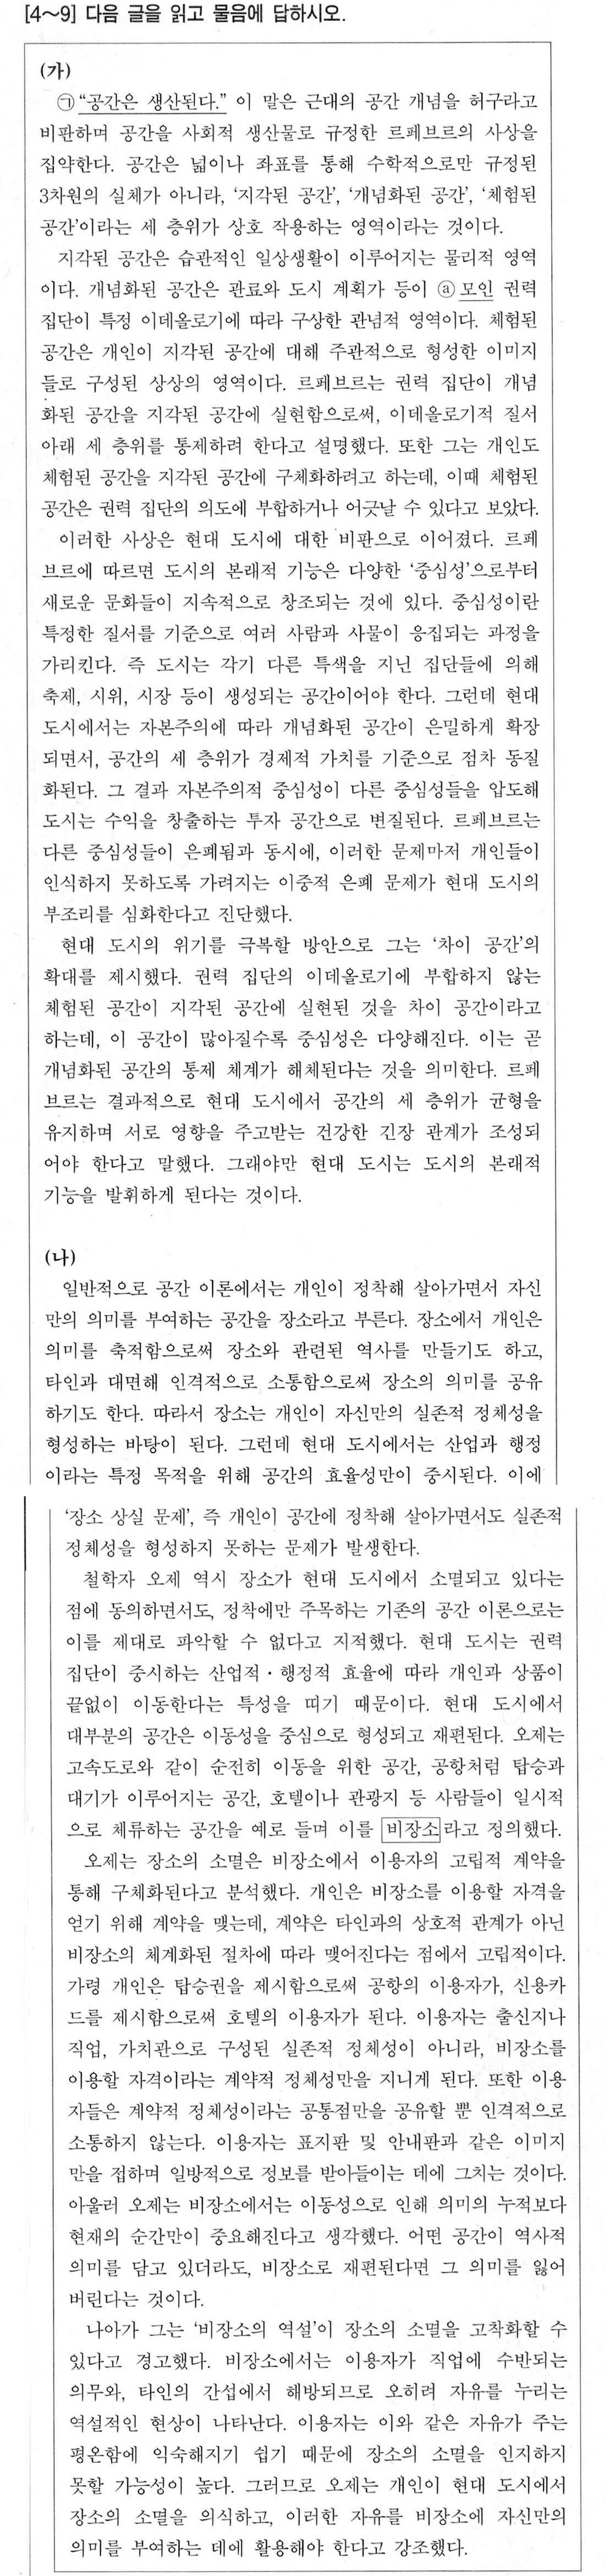 [4～9] 다음 글을 읽고 물음에 답하시오.
(가)
㉠ “공간은 생산된다.” 이 말은 근대의 공간 개념을 허구라고
비판하며 공간을 사회적 생산물로 규정한 르페브르의 사상을
집약한다. 공간은 넓이나 좌표를 통해 수학적으로만 규정된
3차원의 실체가 아니라, ‘지각된 공간’, ‘개념화된 공간’, ‘체험된
공간’이라는 세 층위가 상호 작용하는 영역이라는 것이다.
지각된 공간은 습관적인 일상생활이 이루어지는 물리적 영역
이다. 개념화된 공간은 관료와 도시 계획가 등이 ⓐ 모인 권력
집단이 특정 이데올로기에 따라 구상한 관념적 영역이다. 체험된
공간은 개인이 지각된 공간에 대해 주관적으로 형성한 이미지
들로 구성된 상상의 영역이다. 르페브르는 권력 집단이 개념
화된 공간을 지각된 공간에 실현함으로써, 이데올로기적 질서
아래 세 층위를 통제하려 한다고 설명했다. 또한 그는 개인도
체험된 공간을 지각된 공간에 구체화하려고 하는데, 이때 체험된
공간은 권력 집단의 의도에 부합하거나 어긋날 수 있다고 보았다.
이러한 사상은 현대 도시에 대한 비판으로 이어졌다. 르페
브르에 따르면 도시의 본래적 기능은 다양한 ‘중심성’으로부터
새로운 문화들이 지속적으로 창조되는 것에 있다. 중심성이란
특정한 질서를 기준으로 여러 사람과 사물이 응집되는 과정을
가리킨다. 즉 도시는 각기 다른 특색을 지닌 집단들에 의해
축제, 시위, 시장 등이 생성되는 공간이어야 한다. 그런데 현대
도시에서는 자본주의에 따라 개념화된 공간이 은밀하게 확장
되면서, 공간의 세 층위가 경제적 가치를 기준으로 점차 동질
화된다. 그 결과 자본주의적 중심성이 다른 중심성들을 압도해
도시는 수익을 창출하는 투자 공간으로 변질된다. 르페브르는
다른 중심성들이 은폐됨과 동시에, 이러한 문제마저 개인들이
인식하지 못하도록 가려지는 이중적 은폐 문제가 현대 도시의
부조리를 심화한다고 진단했다.
현대 도시의 위기를 극복할 방안으로 그는 ‘차이 공간’의
확대를 제시했다. 권력 집단의 이데올로기에 부합하지 않는
체험된 공간이 지각된 공간에 실현된 것을 차이 공간이라고
하는데, 이 공간이 많아질수록 중심성은 다양해진다. 이는 곧
개념화된 공간의 통제 체계가 해체된다는 것을 의미한다. 르페
브르는 결과적으로 현대 도시에서 공간의 세 층위가 균형을
유지하며 서로 영향을 주고받는 건강한 긴장 관계가 조성되
어야 한다고 말했다. 그래야만 현대 도시는 도시의 본래적
기능을 발휘하게 된다는 것이다.
(나)
일반적으로 공간 이론에서는 개인이 정착해 살아가면서 자신
만의 의미를 부여하는 공간을 장소라고 부른다. 장소에서 개인은
의미를 축적함으로써 장소와 관련된 역사를 만들기도 하고,
타인과 대면해 인격적으로 소통함으로써 장소의 의미를 공유
하기도 한다. 따라서 장소는 개인이 자신만의 실존적 정체성을
형성하는 바탕이 된다. 그런데 현대 도시에서는 산업과 행정
이라는 특정 목적을 위해 공간의 효율성만이 중시된다. 이에
‘장소 상실 문제’, 즉 개인이 공간에 정착해 살아가면서도 실존적
정체성을 형성하지 못하는 문제가 발생한다.
철학자 오제 역시 장소가 현대 도시에서 소멸되고 있다는
점에 동의하면서도, 정착에만 주목하는 기존의 공간 이론으로는
이를 제대로 파악할 수 없다고 지적했다. 현대 도시는 권력
집단이 중시하는 산업적·행정적 효율에 따라 개인과 상품이
끝없이 이동한다는 특성을 띠기 때문이다. 현대 도시에서
대부분의 공간은 이동성을 중심으로 형성되고 재편된다. 오제는
고속도로와 같이 순전히 이동을 위한 공간, 공항처럼 탑승과
대기가 이루어지는 공간, 호텔이나 관광지 등 사람들이 일시적
으로 체류하는 공간을 예로 들며 이를 비장소라고 정의했다.
오제는 장소의 소멸은 비장소에서 이용자의 고립적 계약을
통해 구체화된다고 분석했다. 개인은 비장소를 이용할 자격을
얻기 위해 계약을 맺는데, 계약은 타인과의 상호적 관계가 아닌
비장소의 체계화된 절차에 따라 맺어진다는 점에서 고립적이다.
가령 개인은 탑승권을 제시함으로써 공항의 이용자가, 신용카
드를 제시함으로써 호텔의 이용자가 된다. 이용자는 출신지나
직업, 가치관으로 구성된 실존적 정체성이 아니라, 비장소를
이용할 자격이라는 계약적 정체성만을 지니게 된다. 또한 이용
자들은 계약적 정체성이라는 공통점만을 공유할 뿐 인격적으로
소통하지 않는다. 이용자는 표지판 및 안내판과 같은 이미지
만을 접하며 일방적으로 정보를 받아들이는 데에 그치는 것이다.
아울러 오제는 비장소에서는 이동성으로 인해 의미의 누적보다
현재의 순간만이 중요해진다고 생각했다. 어떤 공간이 역사적
의미를 담고 있더라도, 비장소로 재편된다면 그 의미를 잃어
버린다는 것이다.
나아가 그는 ‘비장소의 역설’이 장소의 소멸을 고착화할 수
있다고 경고했다. 비장소에서는 이용자가 직업에 수반되는
의무와, 타인의 간섭에서 해방되므로 오히려 자유를 누리는
역설적인 현상이 나타난다. 이용자는 이와 같은 자유가 주는
평온함에 익숙해지기 쉽기 때문에 장소의 소멸을 인지하지
못할 가능성이 높다. 그러므로 오제는 개인이 현대 도시에서
장소의 소멸을 의식하고, 이러한 자유를 비장소에 자신만의
의미를 부여하는 데에 활용해야 한다고 강조했다.